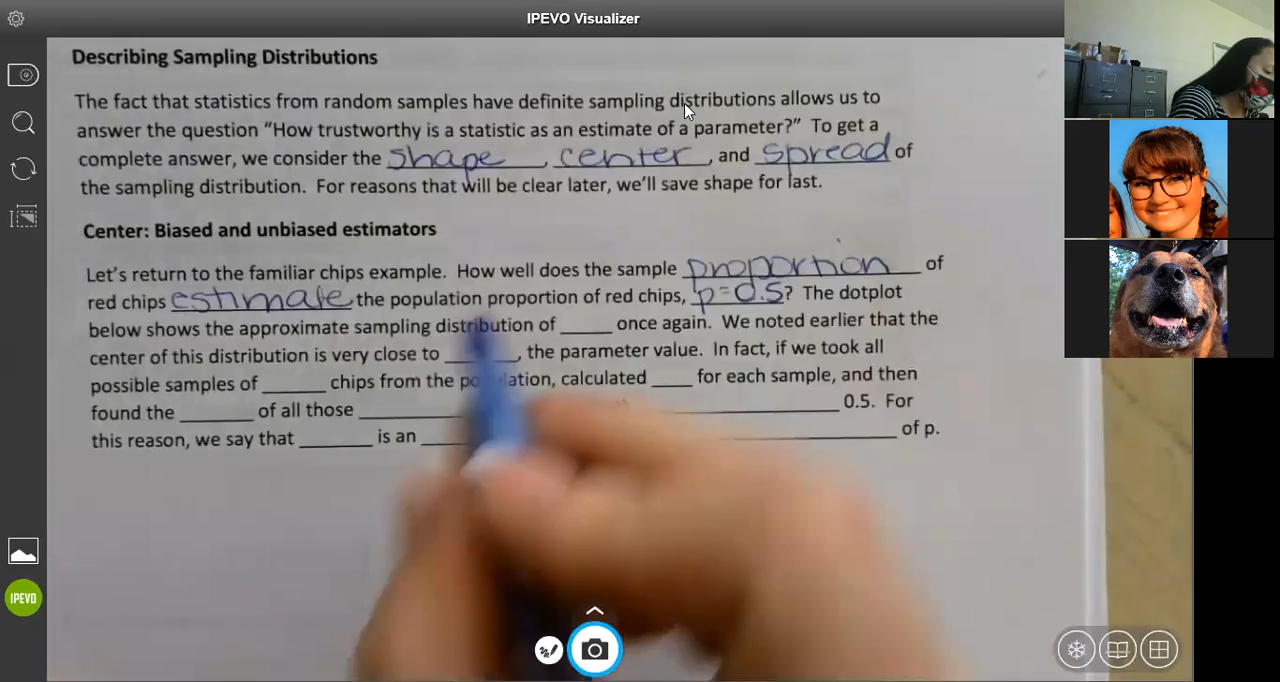 IPEVO Visualizer
Describing Sampling Distributions
The fact that statistics from random samples have definite sampling distributions allows us to
answer the question “How trustworthy is a statistic as an estimate of a parameter?” To get a
complete answer, we consider the shape, center, and spread of
the sampling distribution. For reasons that will be clear later, we’ll save shape for last.
Center: Biased and unbiased estimators
Let’s return to the familiar chips example. How well does the sample proportion of
red chips estimate the population proportion of red chips, p=0.5? The dotplot
below shows the approximate sampling distribution of _____ once again. We noted earlier that the
center of this distribution is very close to _______, the parameter value. In fact, if we took all
possible samples of ______ chips from the population, calculated ____ for each sample, and then
found the _______ of all those __________ 0.5. For
this reason, we say that _______ is an ____ of p.
IPEVO